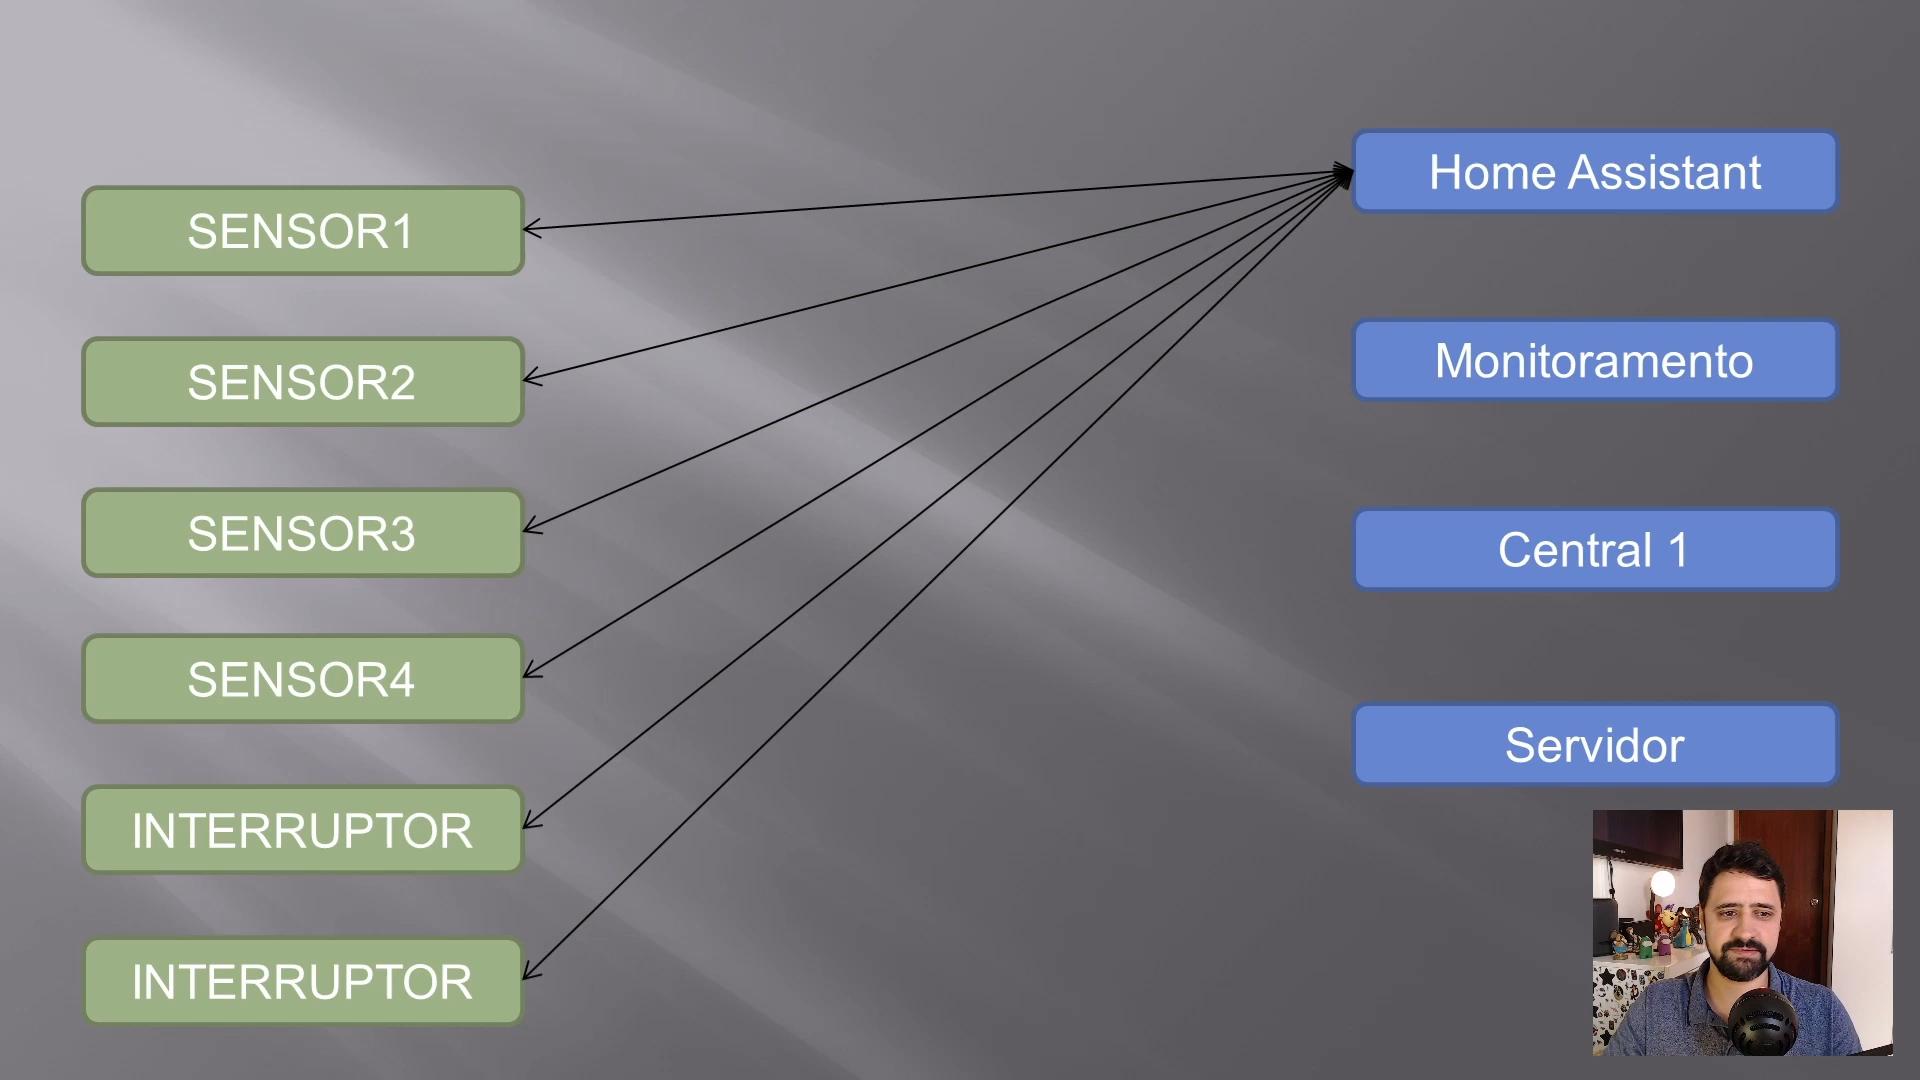 SENSOR1
SENSOR2
SENSOR3
SENSOR4
INTERRUPTOR
INTERRUPTOR
Home Assistant
Monitoramento
Central 1
Servidor